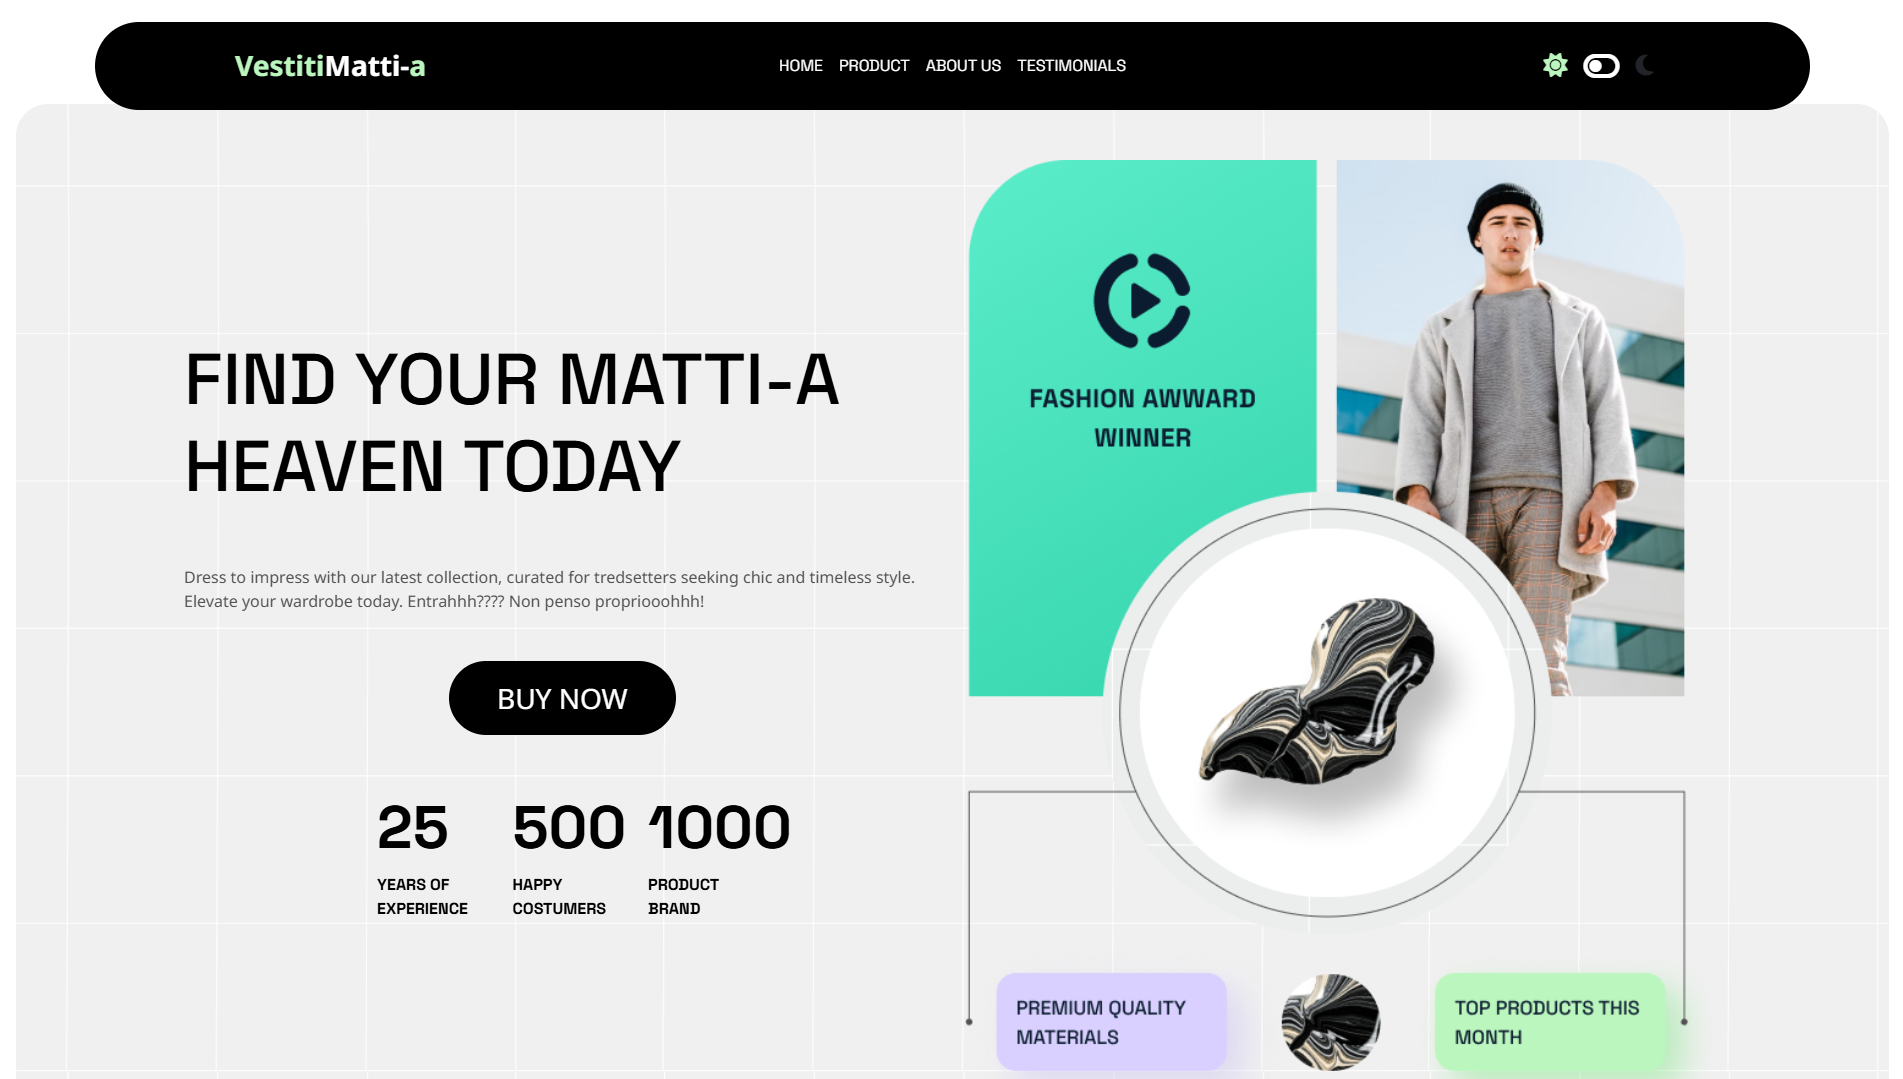 VestitiMatti-a
HOME PRODUCT ABOUT US TESTIMONIALS
FIND YOUR MATTI-A
HEAVEN TODAY
Dress to impress with our latest collection, curated for tredsetters seeking chic and timeless style.
Elevate your wardrobe today. Entrahhh???? Non penso propriooohhh!
BUY NOW
25
YEARS OF
EXPERIENCE
500
HAPPY
COSTUMERS
1000
PRODUCT
BRAND
FASHION AWWARD
WINNER
PREMIUM QUALITY
MATERIALS
TOP PRODUCTS THIS
MONTH